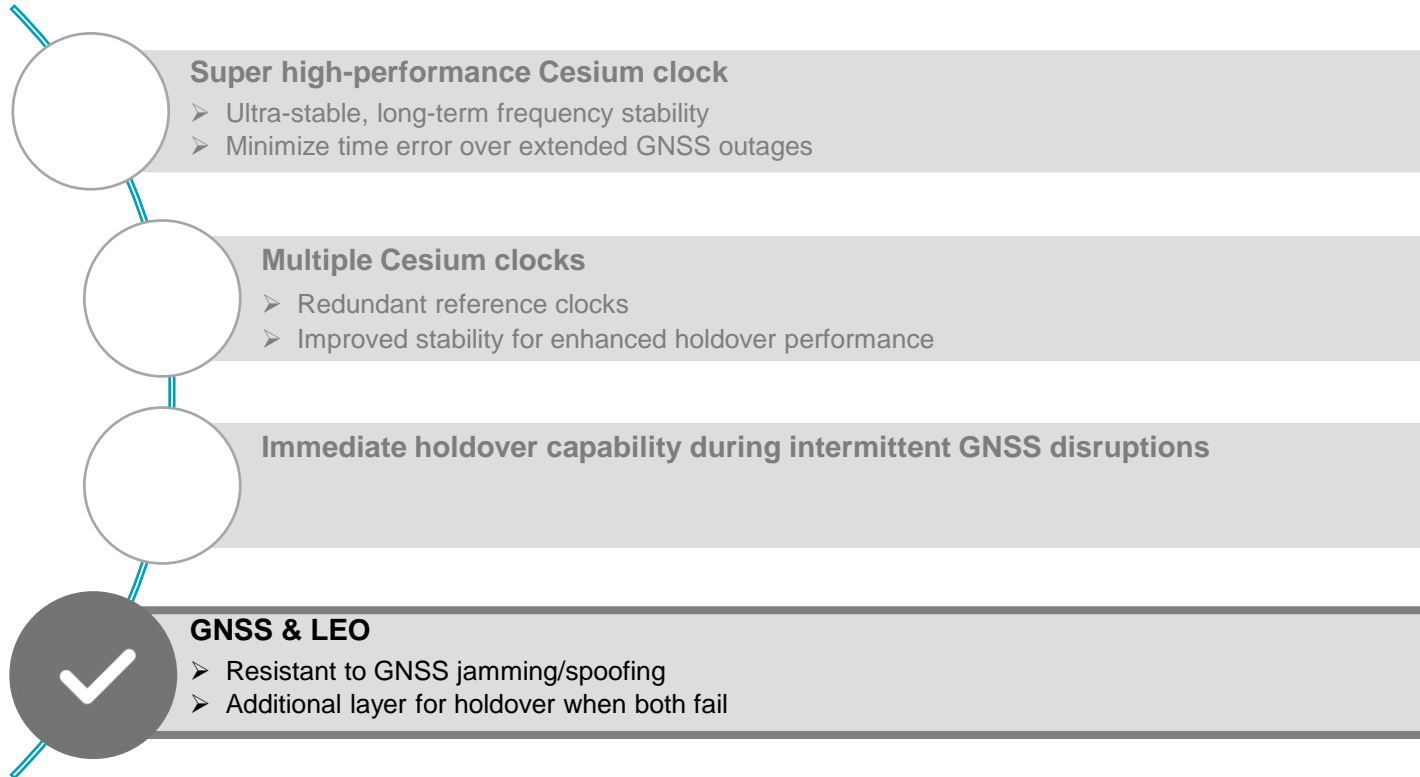 Super high-performance Cesium clock
➢ Ultra-stable, long-term frequency stability
➢ Minimize time error over extended GNSS outages
Multiple Cesium clocks
➢ Redundant reference clocks
➢ Improved stability for enhanced holdover performance
Immediate holdover capability during intermittent GNSS disruptions
GNSS & LEO
➢ Resistant to GNSS jamming/spoofing
➢ Additional layer for holdover when both fail